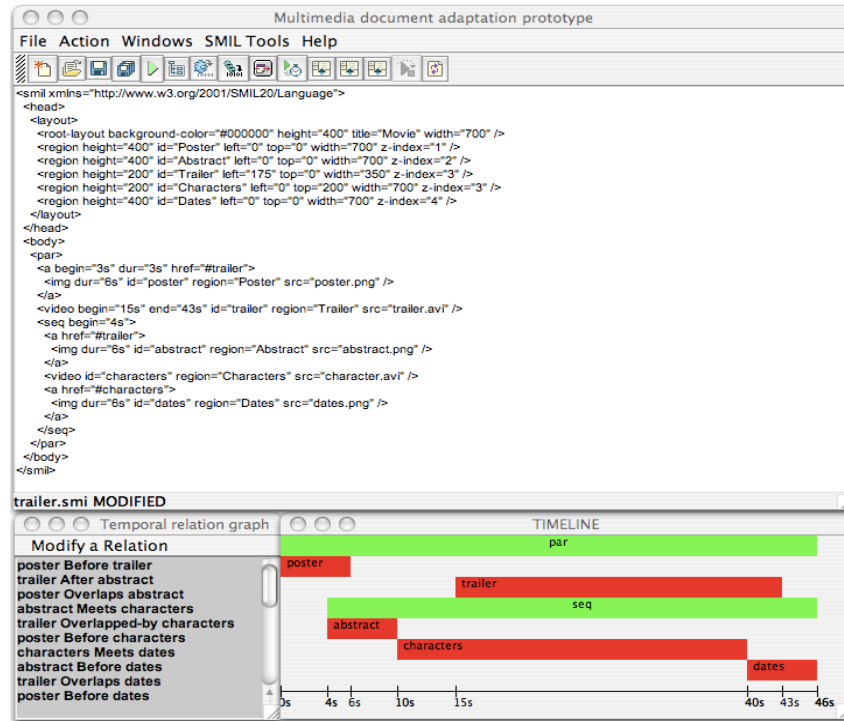 Multimedia document adaptation prototype
File Action Windows SMIL Tools Help
<smil xmlns="http://www.w3.org/2001/SMIL20/Language">
<head>
<layout>
<root-layout background-color="#000000" height="400" title="Movie" width="700" />
<region height="400" id="Poster" left="0" top="0" width="700" z-index="1" />
<region height="400" id="Abstract" left="0" top="0" width="700" z-index="2" />
<region height="200" id="Trailer" left="175" top="0" width="350" z-index="3" />
<region height="200" id="Characters" left="0" top="200" width="700" z-index="3" />
<region height="400" id="Dates" left="0" top="0" width="700" z-index="4" />
</layout>
</head>
<body>
<par>
<a begin="3s" dur="3s" href="#trailer">
<img dur="6s" id="poster" region="Poster" src="poster.png" />
</a>
<video begin="15s" end="43s" id="trailer" region="Trailer" src="trailer.avi" />
<seq begin="4s">
<a href="#trailer">
<img dur="6s" id="abstract" region="Abstract" src="abstract.png" />
</a>
<video id="characters" region="Characters" src="character.avi" />
<a href="#characters">
<img dur="6s" id="dates" region="Dates" src="dates.png" />
</a>
</seq>
</par>
</body>
</smil>
trailer.smi MODIFIED
Temporal relation graph
Modify a Relation
poster Before trailer
trailer After abstract
poster Overlaps abstract
abstract Meets characters
trailer Overlapped-by characters
poster Before characters
characters Meets dates
abstract Before dates
trailer Overlaps dates
poster Before dates
TIMELINE
par
poster
trailer
seq
abstract
characters
dates
0s 4s 6s 10s 15s 40s 43s 46s